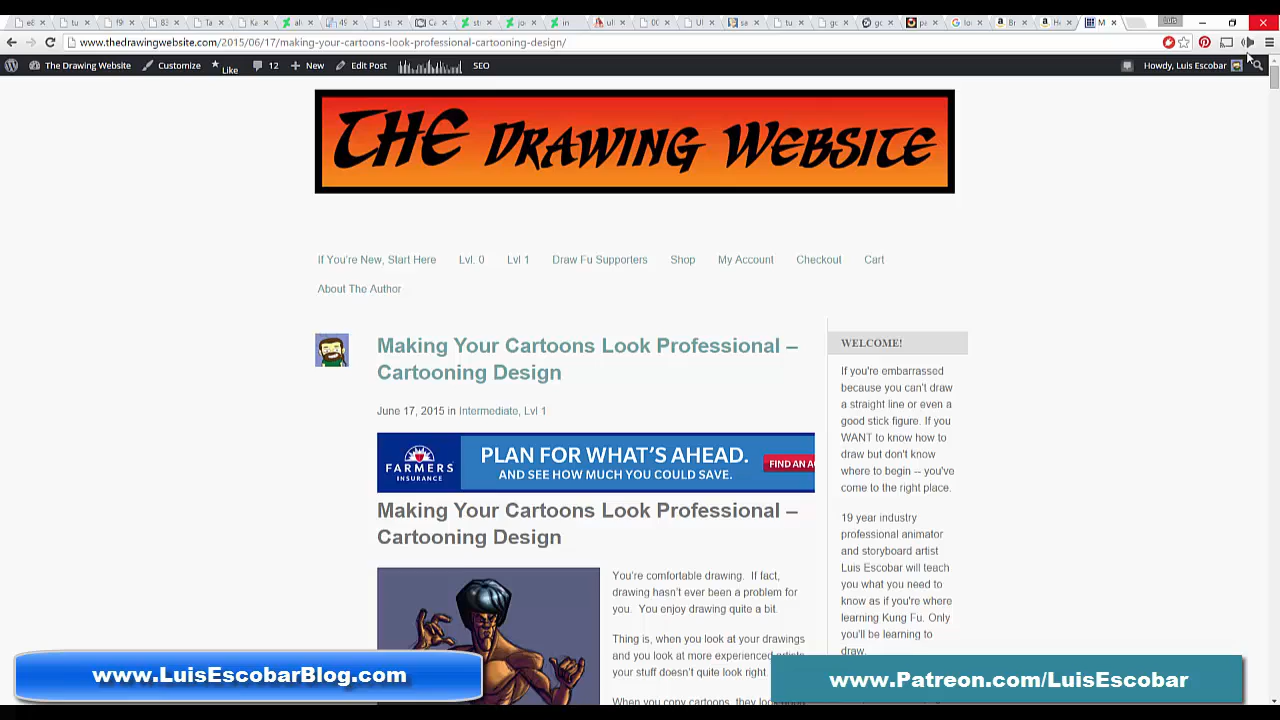 Luis
www.thedrawingwebsite.com/2015/06/17/making-your-cartoons-look-professional-cartooning-design/
The Drawing Website Customize Like 12 New Edit Post SEO Howdy, Luis Escobar
THE DRAWING WEBSITE
If You're New, Start Here Lvl. 0 Lvl 1 Draw Fu Supporters Shop My Account Checkout Cart
About The Author
Making Your Cartoons Look Professional –
Cartooning Design
June 17, 2015 in Intermediate, Lvl 1
FARMERS
INSURANCE
PLAN FOR WHAT'S AHEAD.
AND SEE HOW MUCH YOU COULD SAVE.
FIND AN A
Making Your Cartoons Look Professional –
Cartooning Design
You're comfortable drawing. If fact,
drawing hasn't ever been a problem for
you. You enjoy drawing quite a bit.
Thing is, when you look at your drawings
and you look at more experienced artists
your stuff doesn't quite look right.
When you copy cartoons, they look good
WELCOME!
If you're embarrassed
because you can't draw
a straight line or even a
good stick figure. If you
WANT to know how to
draw but don't know
where to begin -- you've
come to the right place.
19 year industry
professional animator
and storyboard artist
Luis Escobar will teach
you what you need to
know as if you're where
learning Kung Fu. Only
you'll be learning to
draw.
www.LuisEscobarBlog.com
www.Patreon.com/LuisEscobar